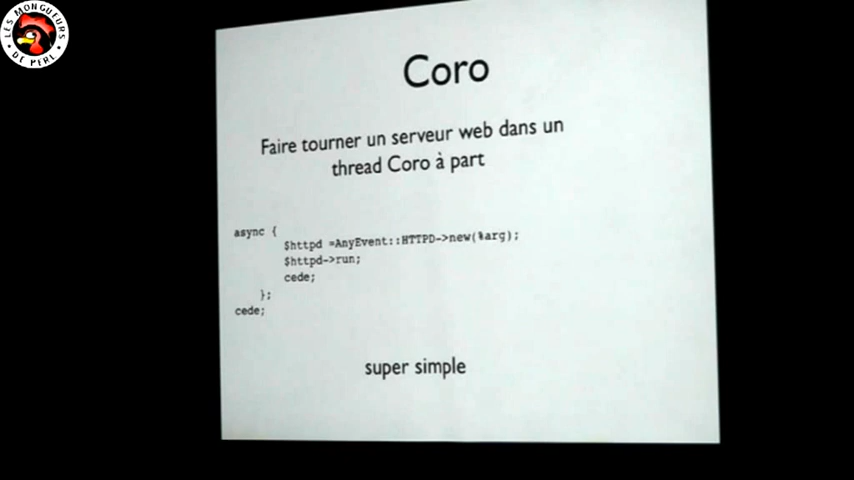 LES MONGUEURS
DE PERL
Coro
Faire tourner un serveur web dans un
thread Coro à part
async {
$httpd =AnyEvent::HTTPD->new(%arg);
$httpd->run;
cede;
};
cede;
super simple